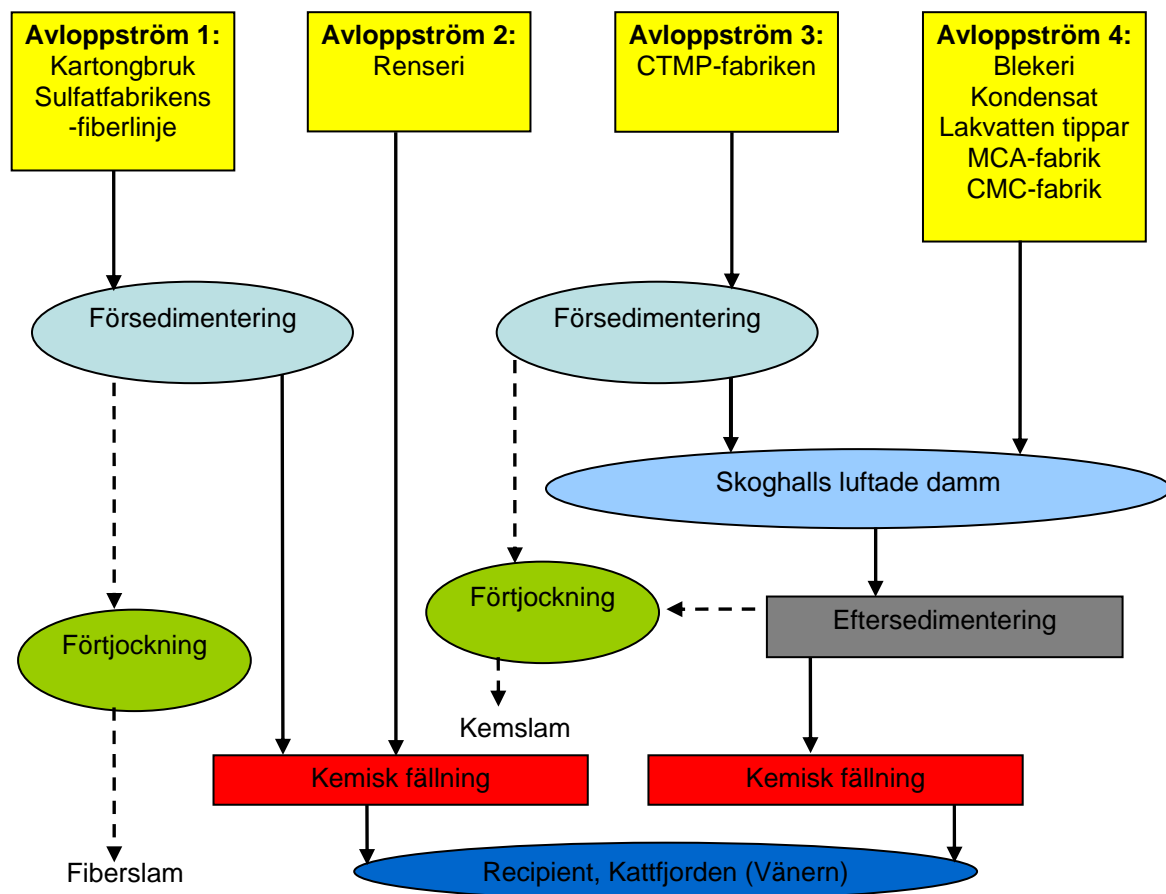 Avloppström 1:
Kartongbruk
Sulfatfabrikens
-fiberlinje
Avloppström 2:
Renseri
Avloppström 3:
CTMP-fabriken
Avloppström 4:
Blekeri
Kondensat
Lakvatten tippar
MCA-fabrik
CMC-fabrik
Försedimentering
Försedimentering
Skoghalls luftade damm
Förtjockning
Eftersedimentering
Förtjockning
Kemslam
Kemisk fällning
Kemisk fällning
Fiberslam
Recipient, Kattfjorden (Vänern)